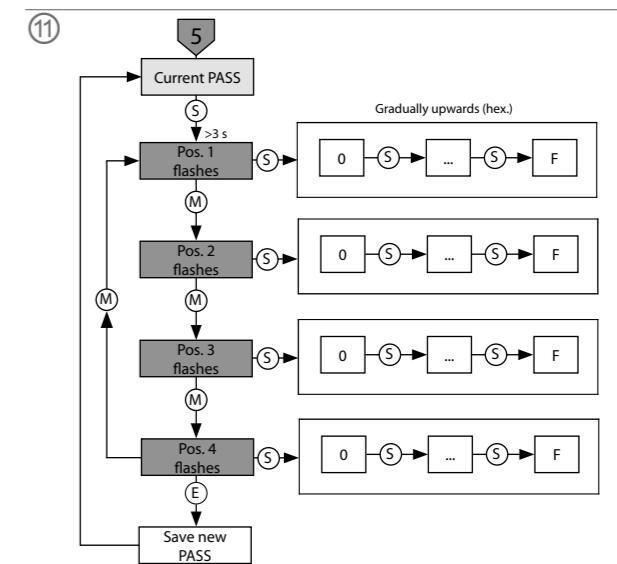 11
5
Current PASS
S
>3 s
Gradually upwards (hex.)
Pos. 1
flashes
S
0 S ... S F
M
Pos. 2
flashes
S
0 S ... S F
M
M
Pos. 3
flashes
S
0 S ... S F
M
Pos. 4
flashes
S
0 S ... S F
E
Save new
PASS